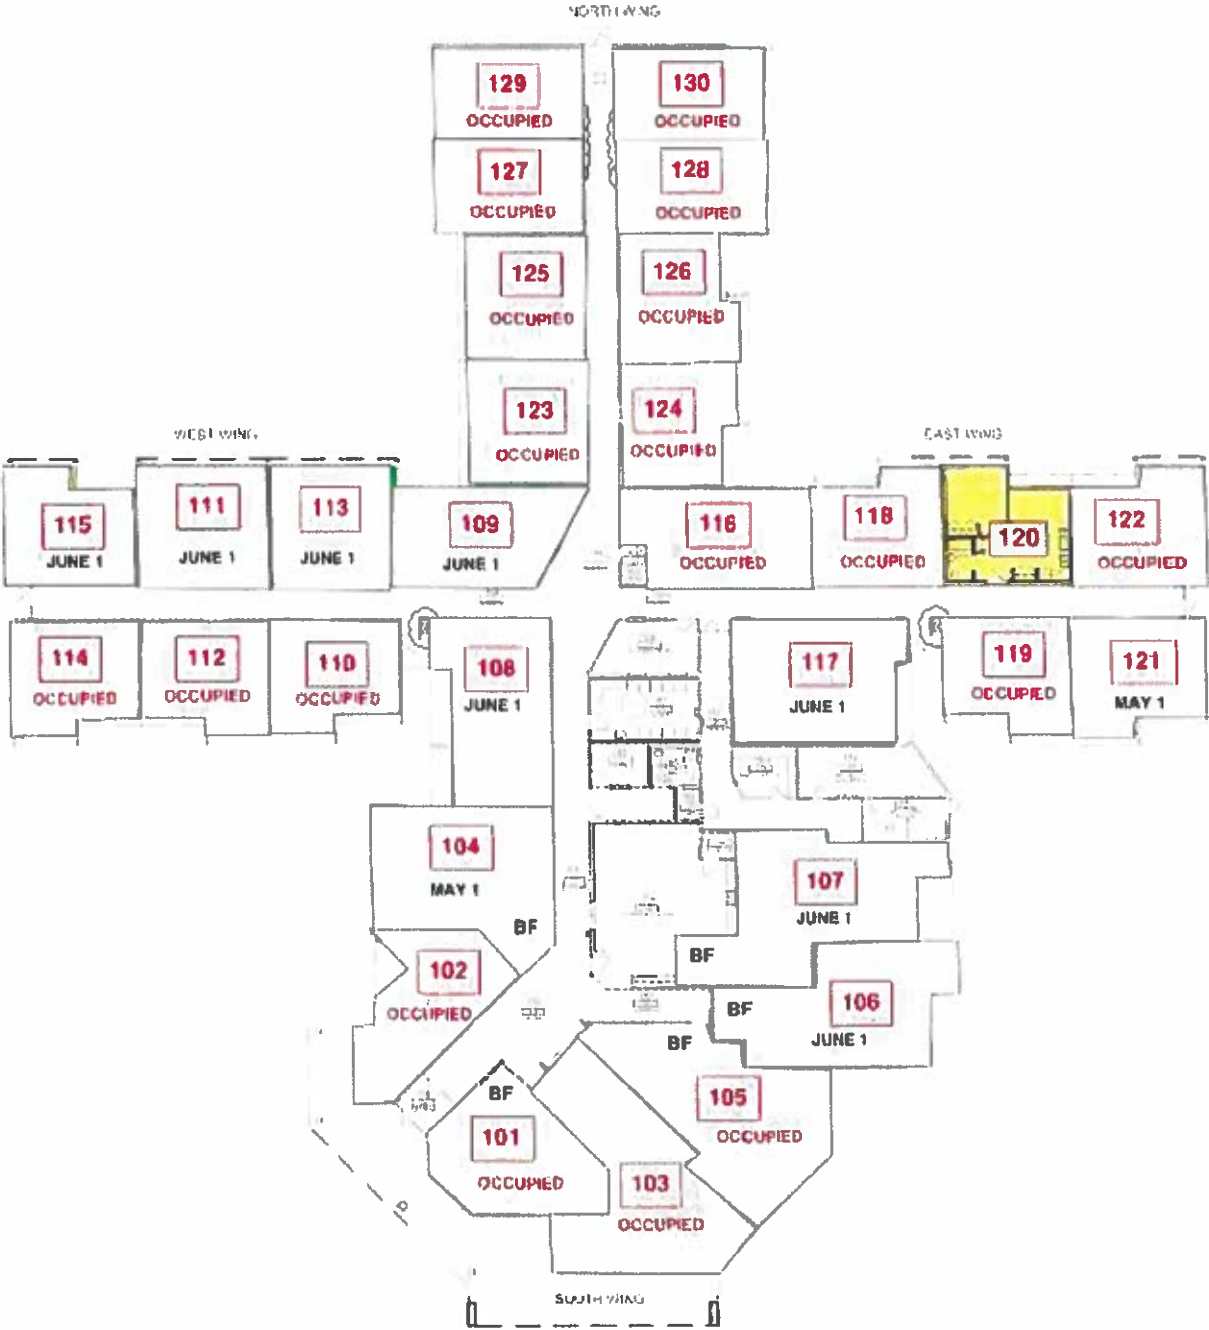 NORTH WING
129
OCCUPIED
130
OCCUPIED
127
OCCUPIED
128
OCCUPIED
125
OCCUPIED
126
OCCUPIED
123
OCCUPIED
124
OCCUPIED
WEST WING
EAST WING
115
JUNE 1
111
JUNE 1
113
JUNE 1
109
JUNE 1
116
OCCUPIED
118
OCCUPIED
120
122
OCCUPIED
114
OCCUPIED
112
OCCUPIED
110
OCCUPIED
108
JUNE 1
117
JUNE 1
119
OCCUPIED
121
MAY 1
104
MAY 1
BF
107
JUNE 1
BF
102
OCCUPIED
106
JUNE 1
BF
BF
105
OCCUPIED
BF
101
OCCUPIED
103
OCCUPIED
SOUTH WING